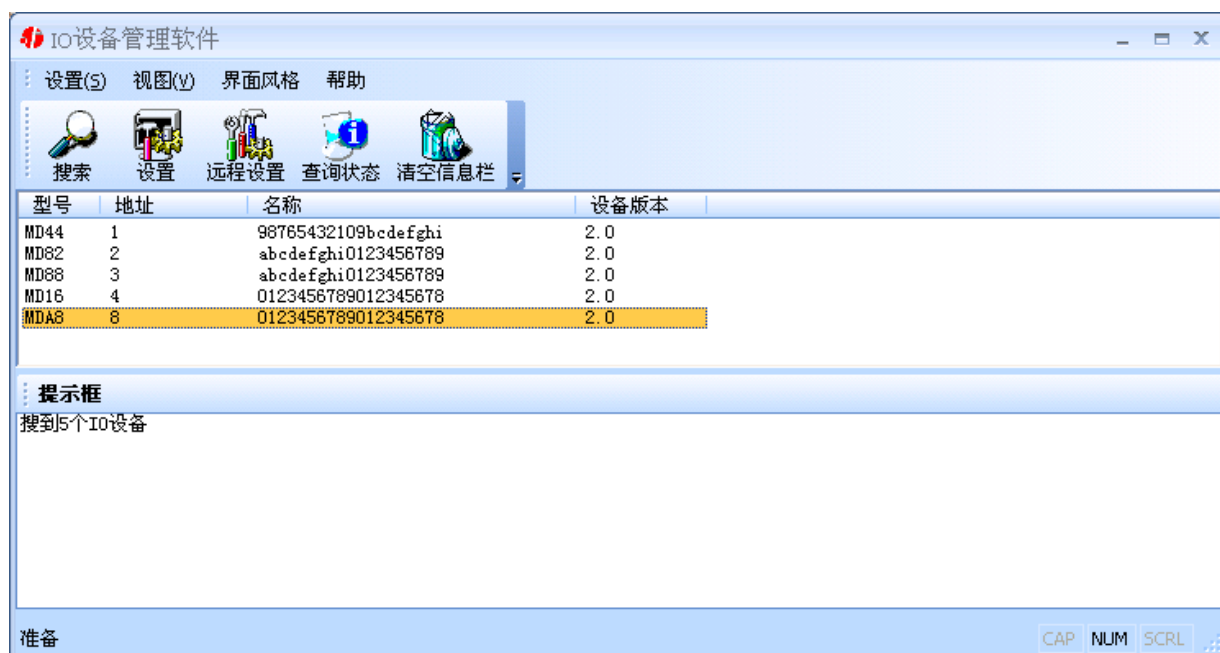 IO设备管理软件
设置(S) 视图(V) 界面风格 帮助
搜索 设置 远程设置 查询状态 清空信息栏
型号 地址 名称 设备版本
MD44 1 98765432109bcdefghi 2.0
MD82 2 abcdefghi0123456789 2.0
MD88 3 abcdefghi0123456789 2.0
MD16 4 0123456789012345678 2.0
MDA8 8 0123456789012345678 2.0
提示框
搜到5个IO设备
准备 CAP NUM SCRL